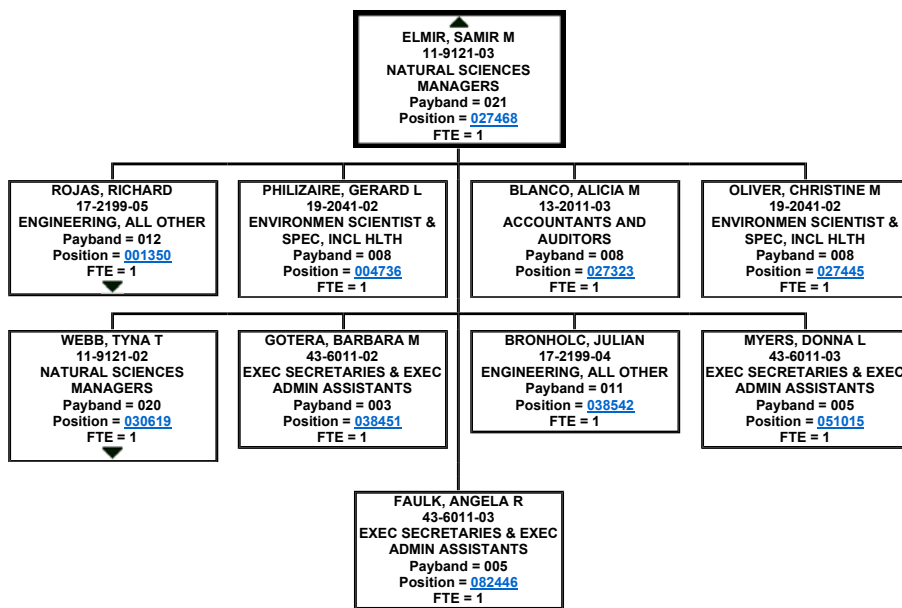 ELMIR, SAMIR M
11-9121-03
NATURAL SCIENCES
MANAGERS
Payband = 021
Position = 027468
FTE = 1
ROJAS, RICHARD
17-2199-05
ENGINEERING, ALL OTHER
Payband = 012
Position = 001350
FTE = 1
PHILIZAIRE, GERARD L
19-2041-02
ENVIRONMEN SCIENTIST &
SPEC, INCL HLTH
Payband = 008
Position = 004736
FTE = 1
BLANCO, ALICIA M
13-2011-03
ACCOUNTANTS AND
AUDITORS
Payband = 008
Position = 027323
FTE = 1
OLIVER, CHRISTINE M
19-2041-02
ENVIRONMEN SCIENTIST &
SPEC, INCL HLTH
Payband = 008
Position = 027445
FTE = 1
WEBB, TYNA T
11-9121-02
NATURAL SCIENCES
MANAGERS
Payband = 020
Position = 030619
FTE = 1
GOTERA, BARBARA M
43-6011-02
EXEC SECRETARIES & EXEC
ADMIN ASSISTANTS
Payband = 003
Position = 038451
FTE = 1
BRONHOLC, JULIAN
17-2199-04
ENGINEERING, ALL OTHER
Payband = 011
Position = 038542
FTE = 1
MYERS, DONNA L
43-6011-03
EXEC SECRETARIES & EXEC
ADMIN ASSISTANTS
Payband = 005
Position = 051015
FTE = 1
FAULK, ANGELA R
43-6011-03
EXEC SECRETARIES & EXEC
ADMIN ASSISTANTS
Payband = 005
Position = 082446
FTE = 1